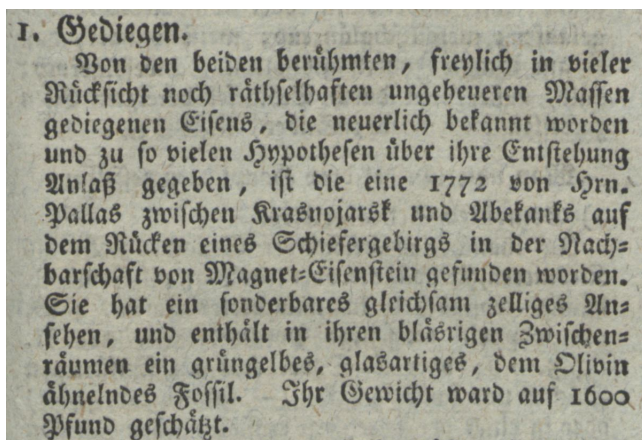 1. Gediegen.
Von den beiden berühmten, freylich in vieler
Rücksicht noch räthselhaften ungeheueren Massen
gediegenen Eisens, die neuerlich bekannt worden
und zu so vielen Hypothesen über ihre Entstehung
Anlaß gegeben, ist die eine 1772 von Hrn.
Pallas zwischen Krasnojarsk und Abekanks auf
dem Rücken eines Schiefergebirgs in der Nach-
barschaft von Magnet-Eisenstein gefunden worden.
Sie hat ein sonderbares gleichsam zelliges An-
sehen, und enthält in ihren bläsrigen Zwischen-
räumen ein grüngelbes, glasartiges, dem Olivin
ähnelndes Fossil. Ihr Gewicht ward auf 1600
Pfund geschätzt.